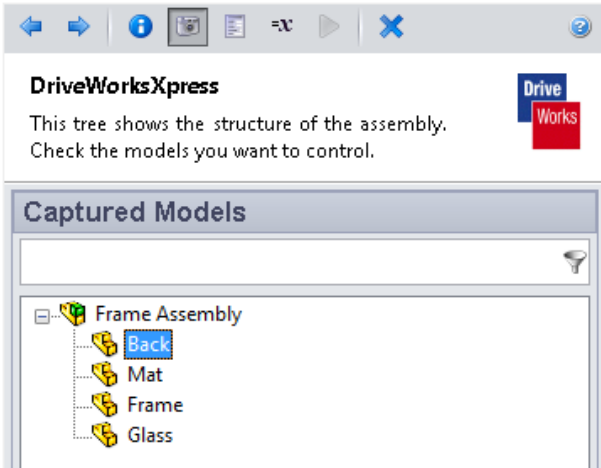 =x
DriveWorksXpress
This tree shows the structure of the assembly.
Check the models you want to control.
Drive
Works
Captured Models
Frame Assembly
Back
Mat
Frame
Glass